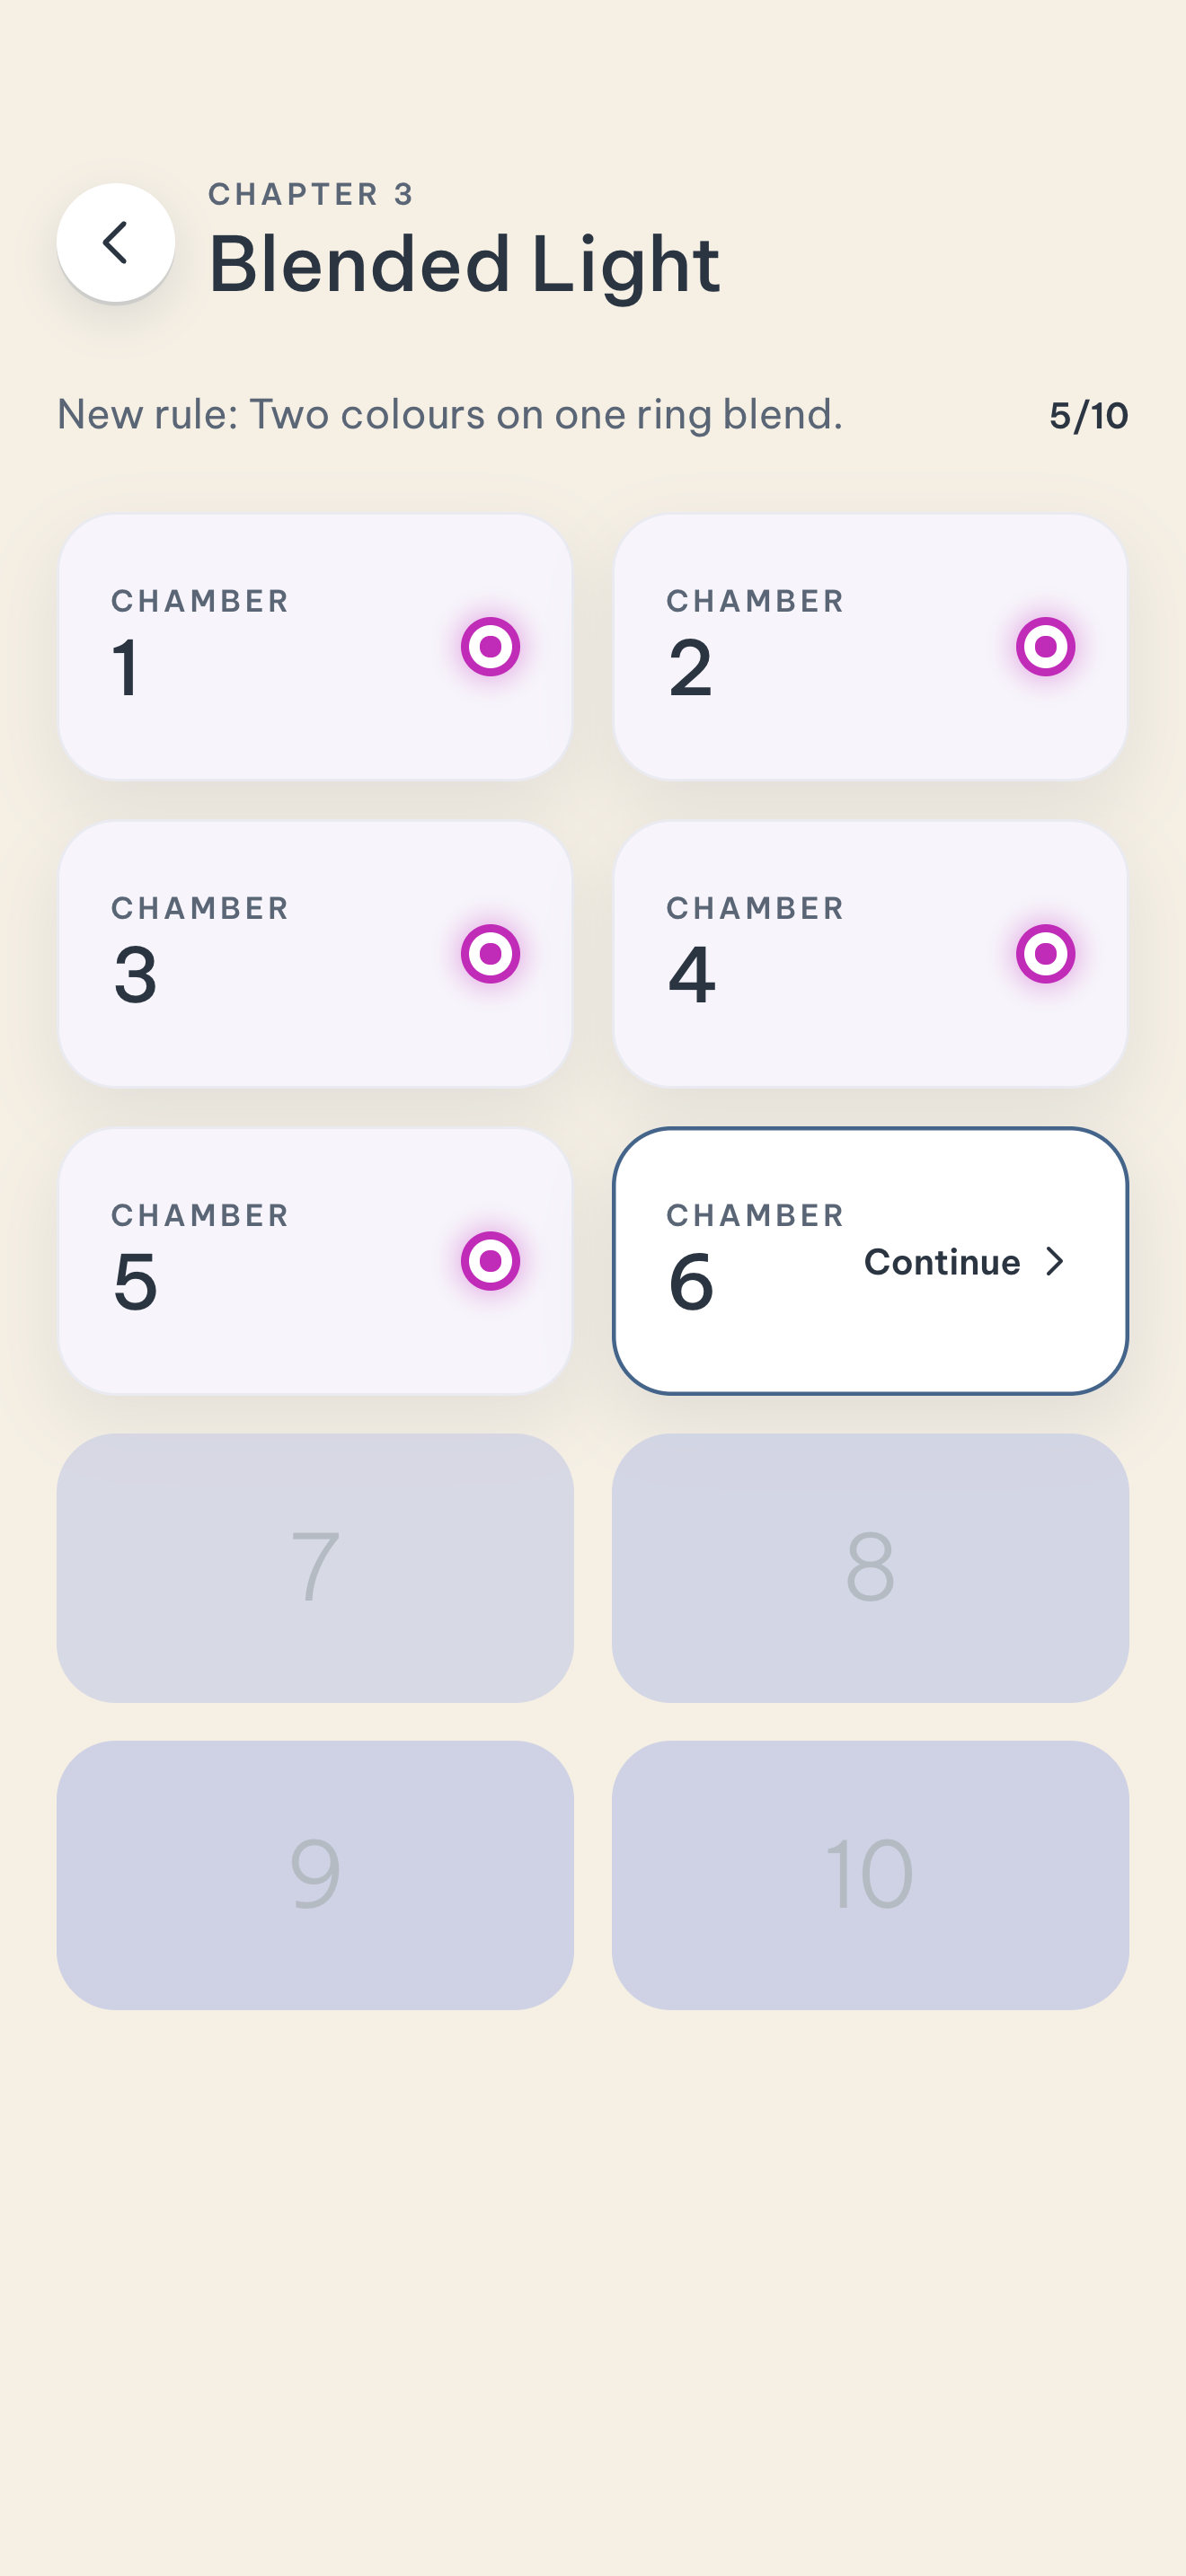 CHAPTER 3
Blended Light
New rule: Two colours on one ring blend.
5/10
CHAMBER
1
CHAMBER
2
CHAMBER
3
CHAMBER
4
CHAMBER
5
CHAMBER
6
Continue
7
8
9
10